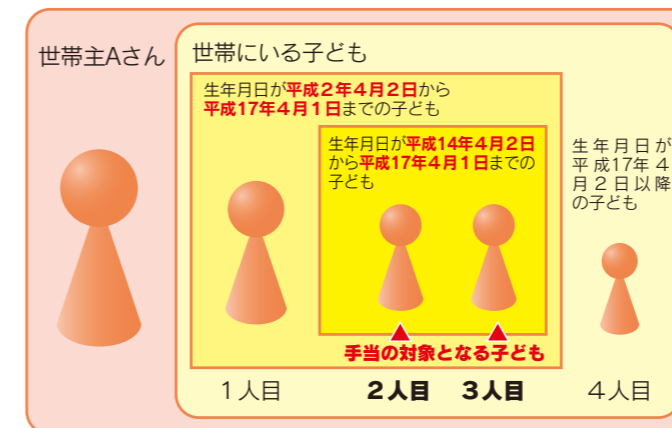 世帯主Aさん
世帯にいる子ども
生年月日が平成2年4月2日から
平成17年4月1日までの子ども
生年月日が平成14年4月2日
から平成17年4月1日までの
子ども
生年月日が
平成17年4
月2日以降
の子ども
手当の対象となる子ども
1人目
2人目
3人目
4人目